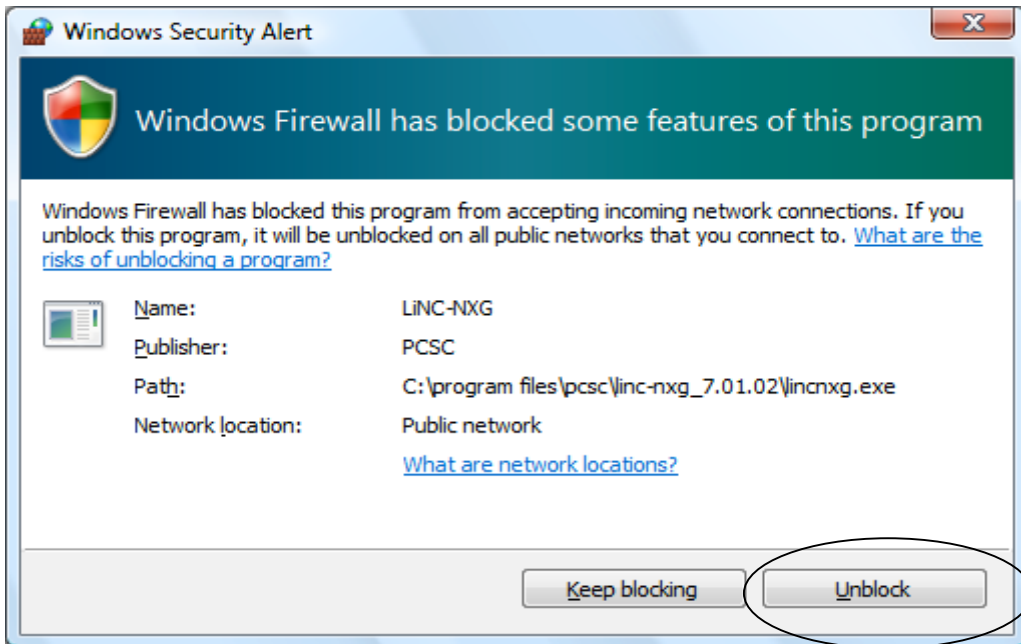 Windows Security Alert
Windows Firewall has blocked some features of this program
Windows Firewall has blocked this program from accepting incoming network connections. If you
unblock this program, it will be unblocked on all public networks that you connect to. What are the
risks of unblocking a program?
Name: LiNC-NXG
Publisher: PCSC
Path: C:\program files\pcsc\linc-nxg_7.01.02\lincnxg.exe
Network location: Public network
What are network locations?
Keep blocking Unblock